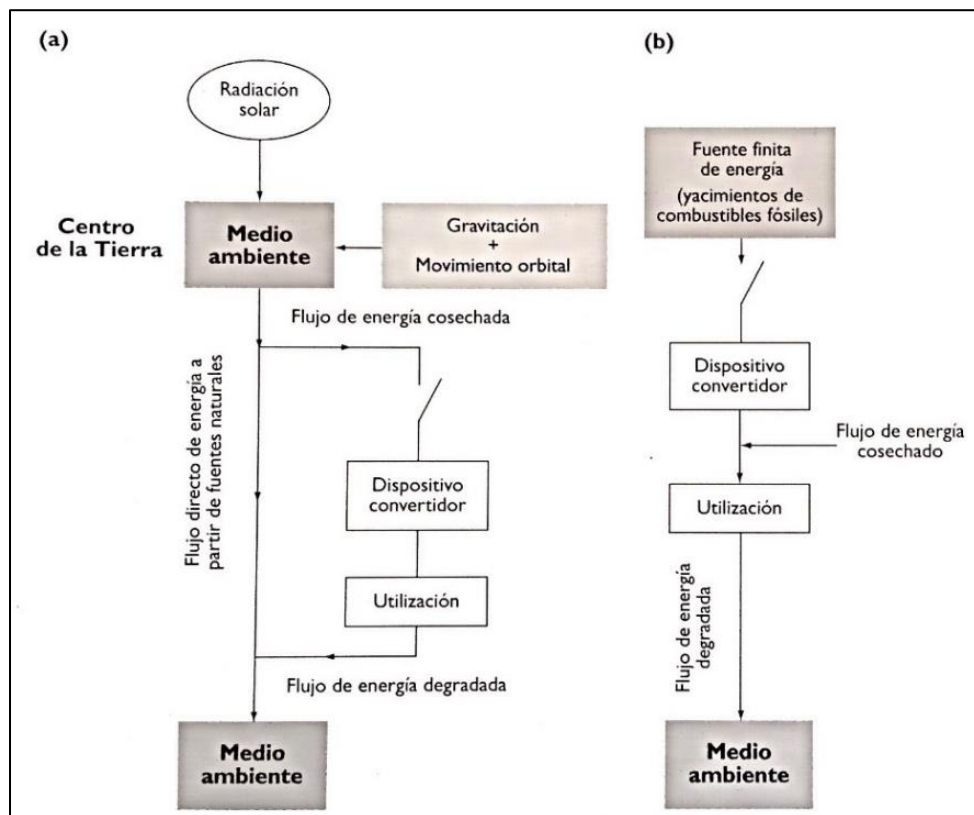 (a)
Radiación
solar
Centro
de la Tierra
Medio
ambiente
Gravitación
+
Movimiento orbital
Flujo de energía cosechada
Flujo directo de energía a
partir de fuentes naturales
Dispositivo
convertidor
Utilización
Flujo de energía degradada
Medio
ambiente
(b)
Fuente finita
de energía
(yacimientos de
combustibles fósiles)
Dispositivo
convertidor
Flujo de energía
cosechado
Utilización
Flujo de energía
degradada
Medio
ambiente